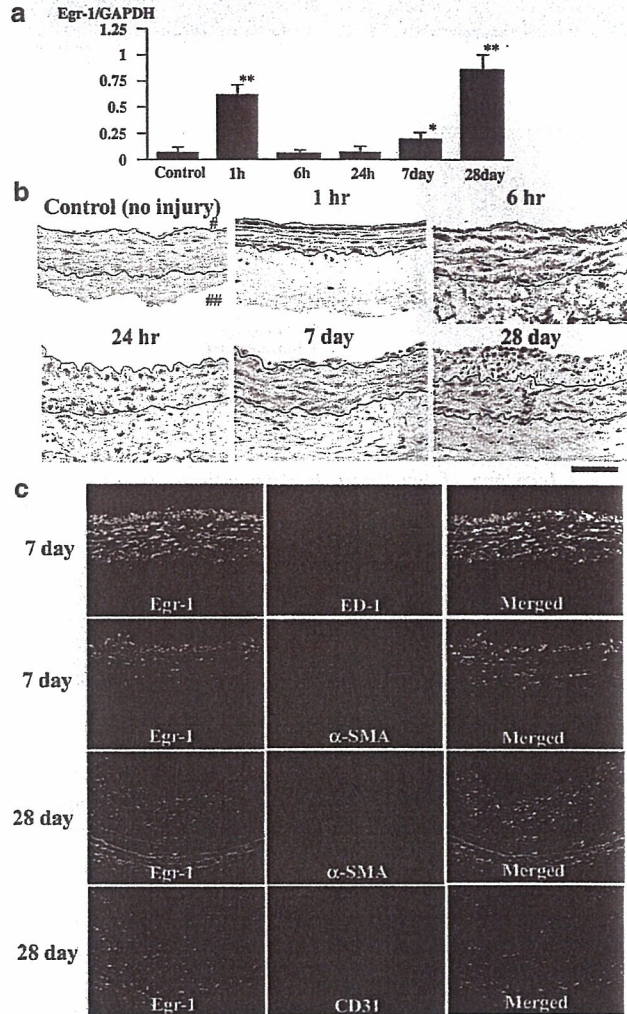 a
Egr-1/GAPDH
1.25
1
0.75
0.5
0.25
0
**
*
**
Control 1h 6h 24h 7day 28day
b
Control (no injury) 1 hr 6 hr
#
##
24 hr 7 day 28 day
c
7 day
Egr-1 ED-1 Merged
7 day
Egr-1 α-SMA Merged
28 day
Egr-1 α-SMA Merged
28 day
Egr-1 CD31 Merged